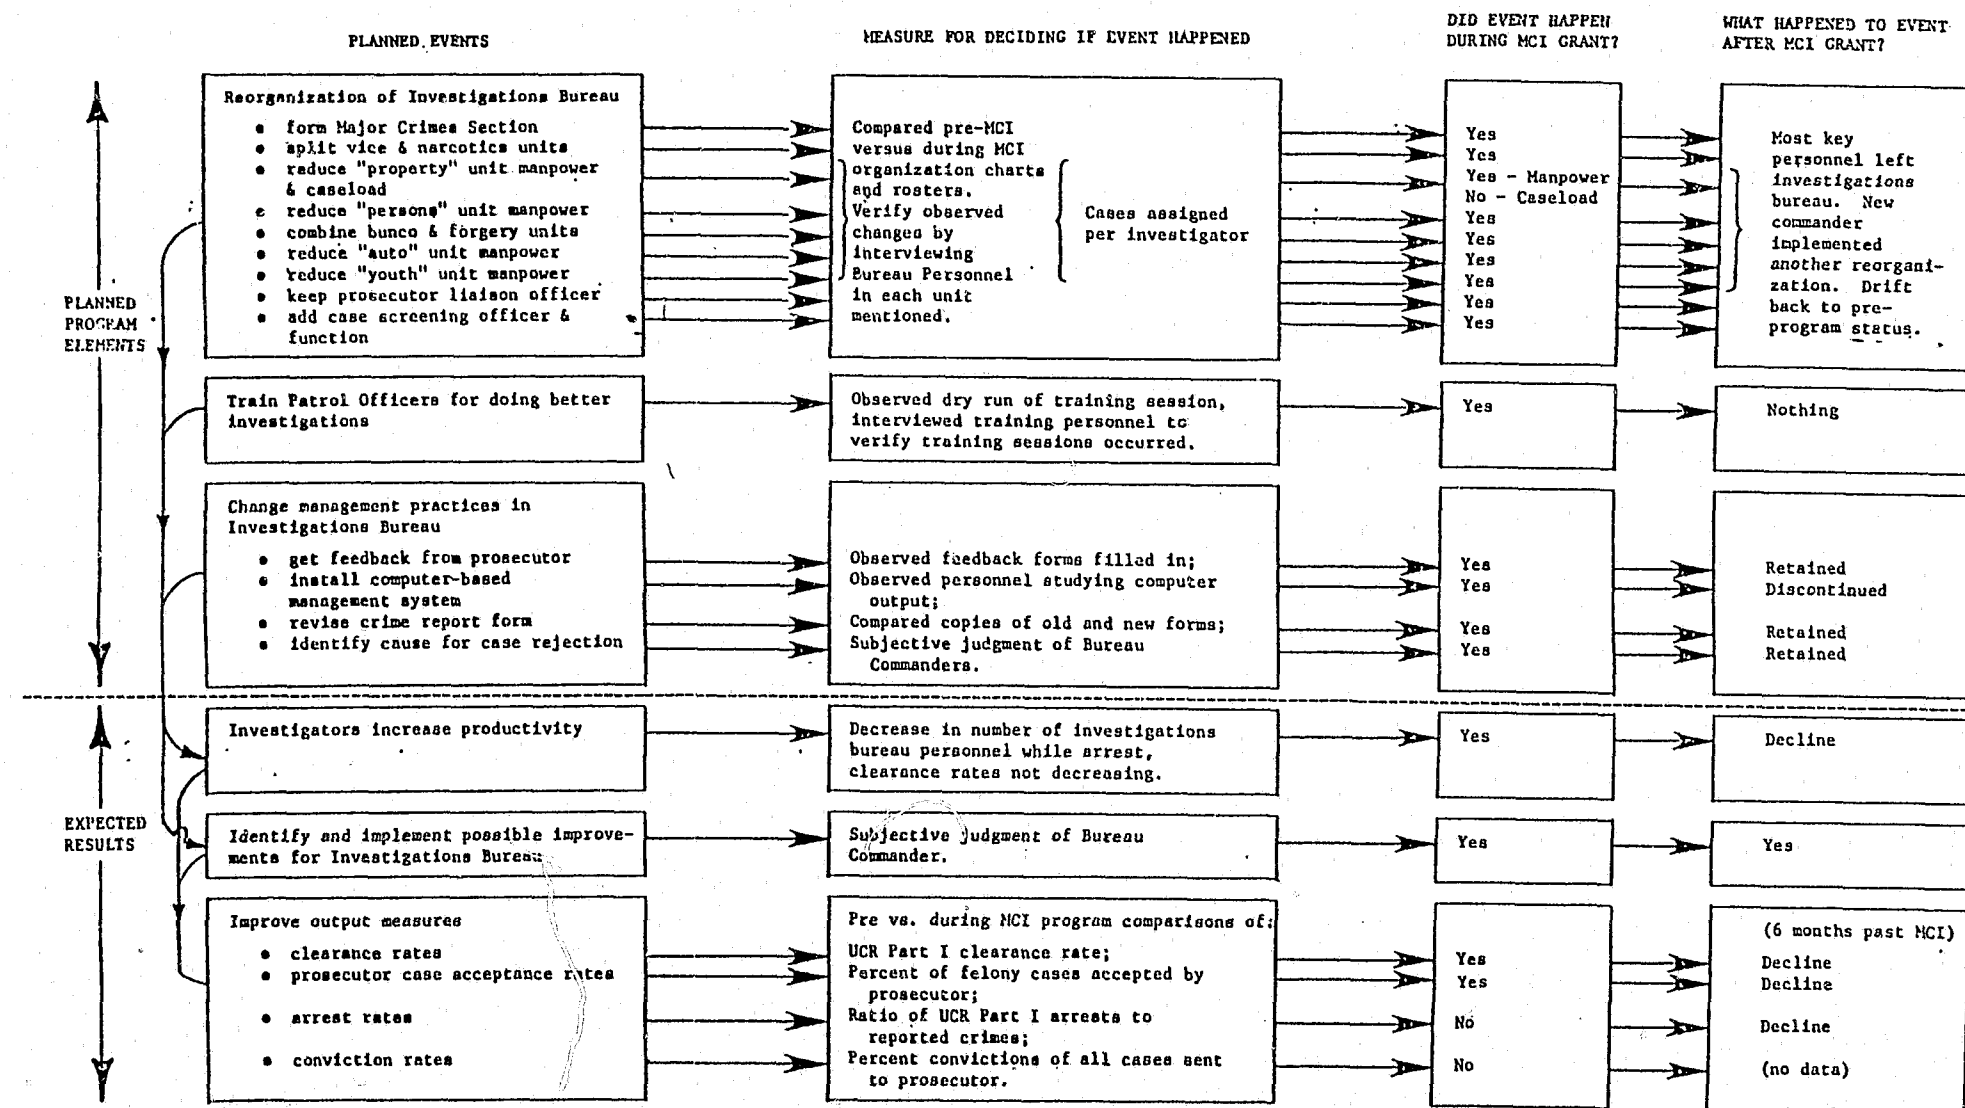 PLANNED EVENTS
MEASURE FOR DECIDING IF EVENT HAPPENED
DID EVENT HAPPEN
DURING MCI GRANT?
WHAT HAPPENED TO EVENT
AFTER MCI GRANT?
PLANNED
PROGRAM
ELEMENTS
Reorganization of Investigations Bureau
• form Major Crimes Section
• split vice & narcotics units
• reduce "property" unit manpower
& caseload
• reduce "persons" unit manpower
• combine bunco & forgery units
• reduce "auto" unit manpower
• reduce "youth" unit manpower
• keep prosecutor liaison officer
• add case screening officer &
function
Compared pre-MCI
versus during MCI
organization charts
and rosters.
Verify observed
changes by
interviewing
Bureau Personnel
in each unit
mentioned.
Cases assigned
per investigator
Yes
Yes
Yes - Manpower
No - Caseload
Yes
Yes
Yes
Yes
Yes
Yes
Most key
personnel left
investigations
bureau. New
commander
implemented
another reorgani-
zation. Drift
back to pre-
program status.
Train Patrol Officers for doing better
investigations
Observed dry run of training session,
interviewed training personnel to
verify training sessions occurred.
Yes
Nothing
Change management practices in
Investigations Bureau
• get feedback from prosecutor
• install computer-based
management system
• revise crime report form
• identify cause for case rejection
Observed feedback forms filled in;
Observed personnel studying computer
output;
Compared copies of old and new forms;
Subjective judgment of Bureau
Commanders.
Yes
Yes
Yes
Yes
Retained
Discontinued
Retained
Retained
EXPECTED
RESULTS
Investigators increase productivity
Decrease in number of investigations
bureau personnel while arrest,
clearance rates not decreasing.
Yes
Decline
Identify and implement possible improve-
ments for Investigations Bureau
Subjective judgment of Bureau
Commander.
Yes
Yes
Improve output measures
• clearance rates
• prosecutor case acceptance rates
• arrest rates
• conviction rates
Pre vs. during MCI program comparisons of:
UCR Part I clearance rate;
Percent of felony cases accepted by
prosecutor;
Ratio of UCR Part I arrests to
reported crimes;
Percent convictions of all cases sent
to prosecutor.
Yes
Yes
No
No
(6 months past MCI)
Decline
Decline
Decline
(no data)